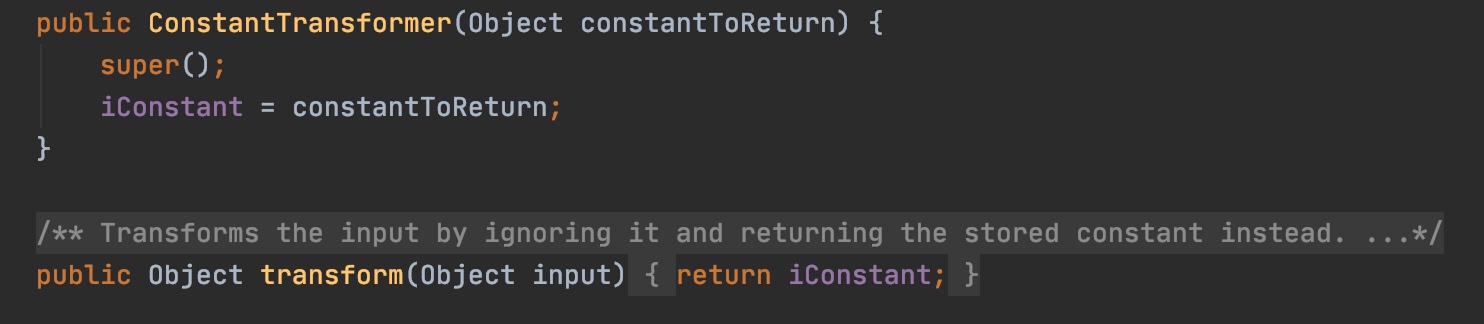 public ConstantTransformer(Object constantToReturn) {
super();
iConstant = constantToReturn;
}
/** Transforms the input by ignoring it and returning the stored constant instead. ...*/
public Object transform(Object input) { return iConstant; }